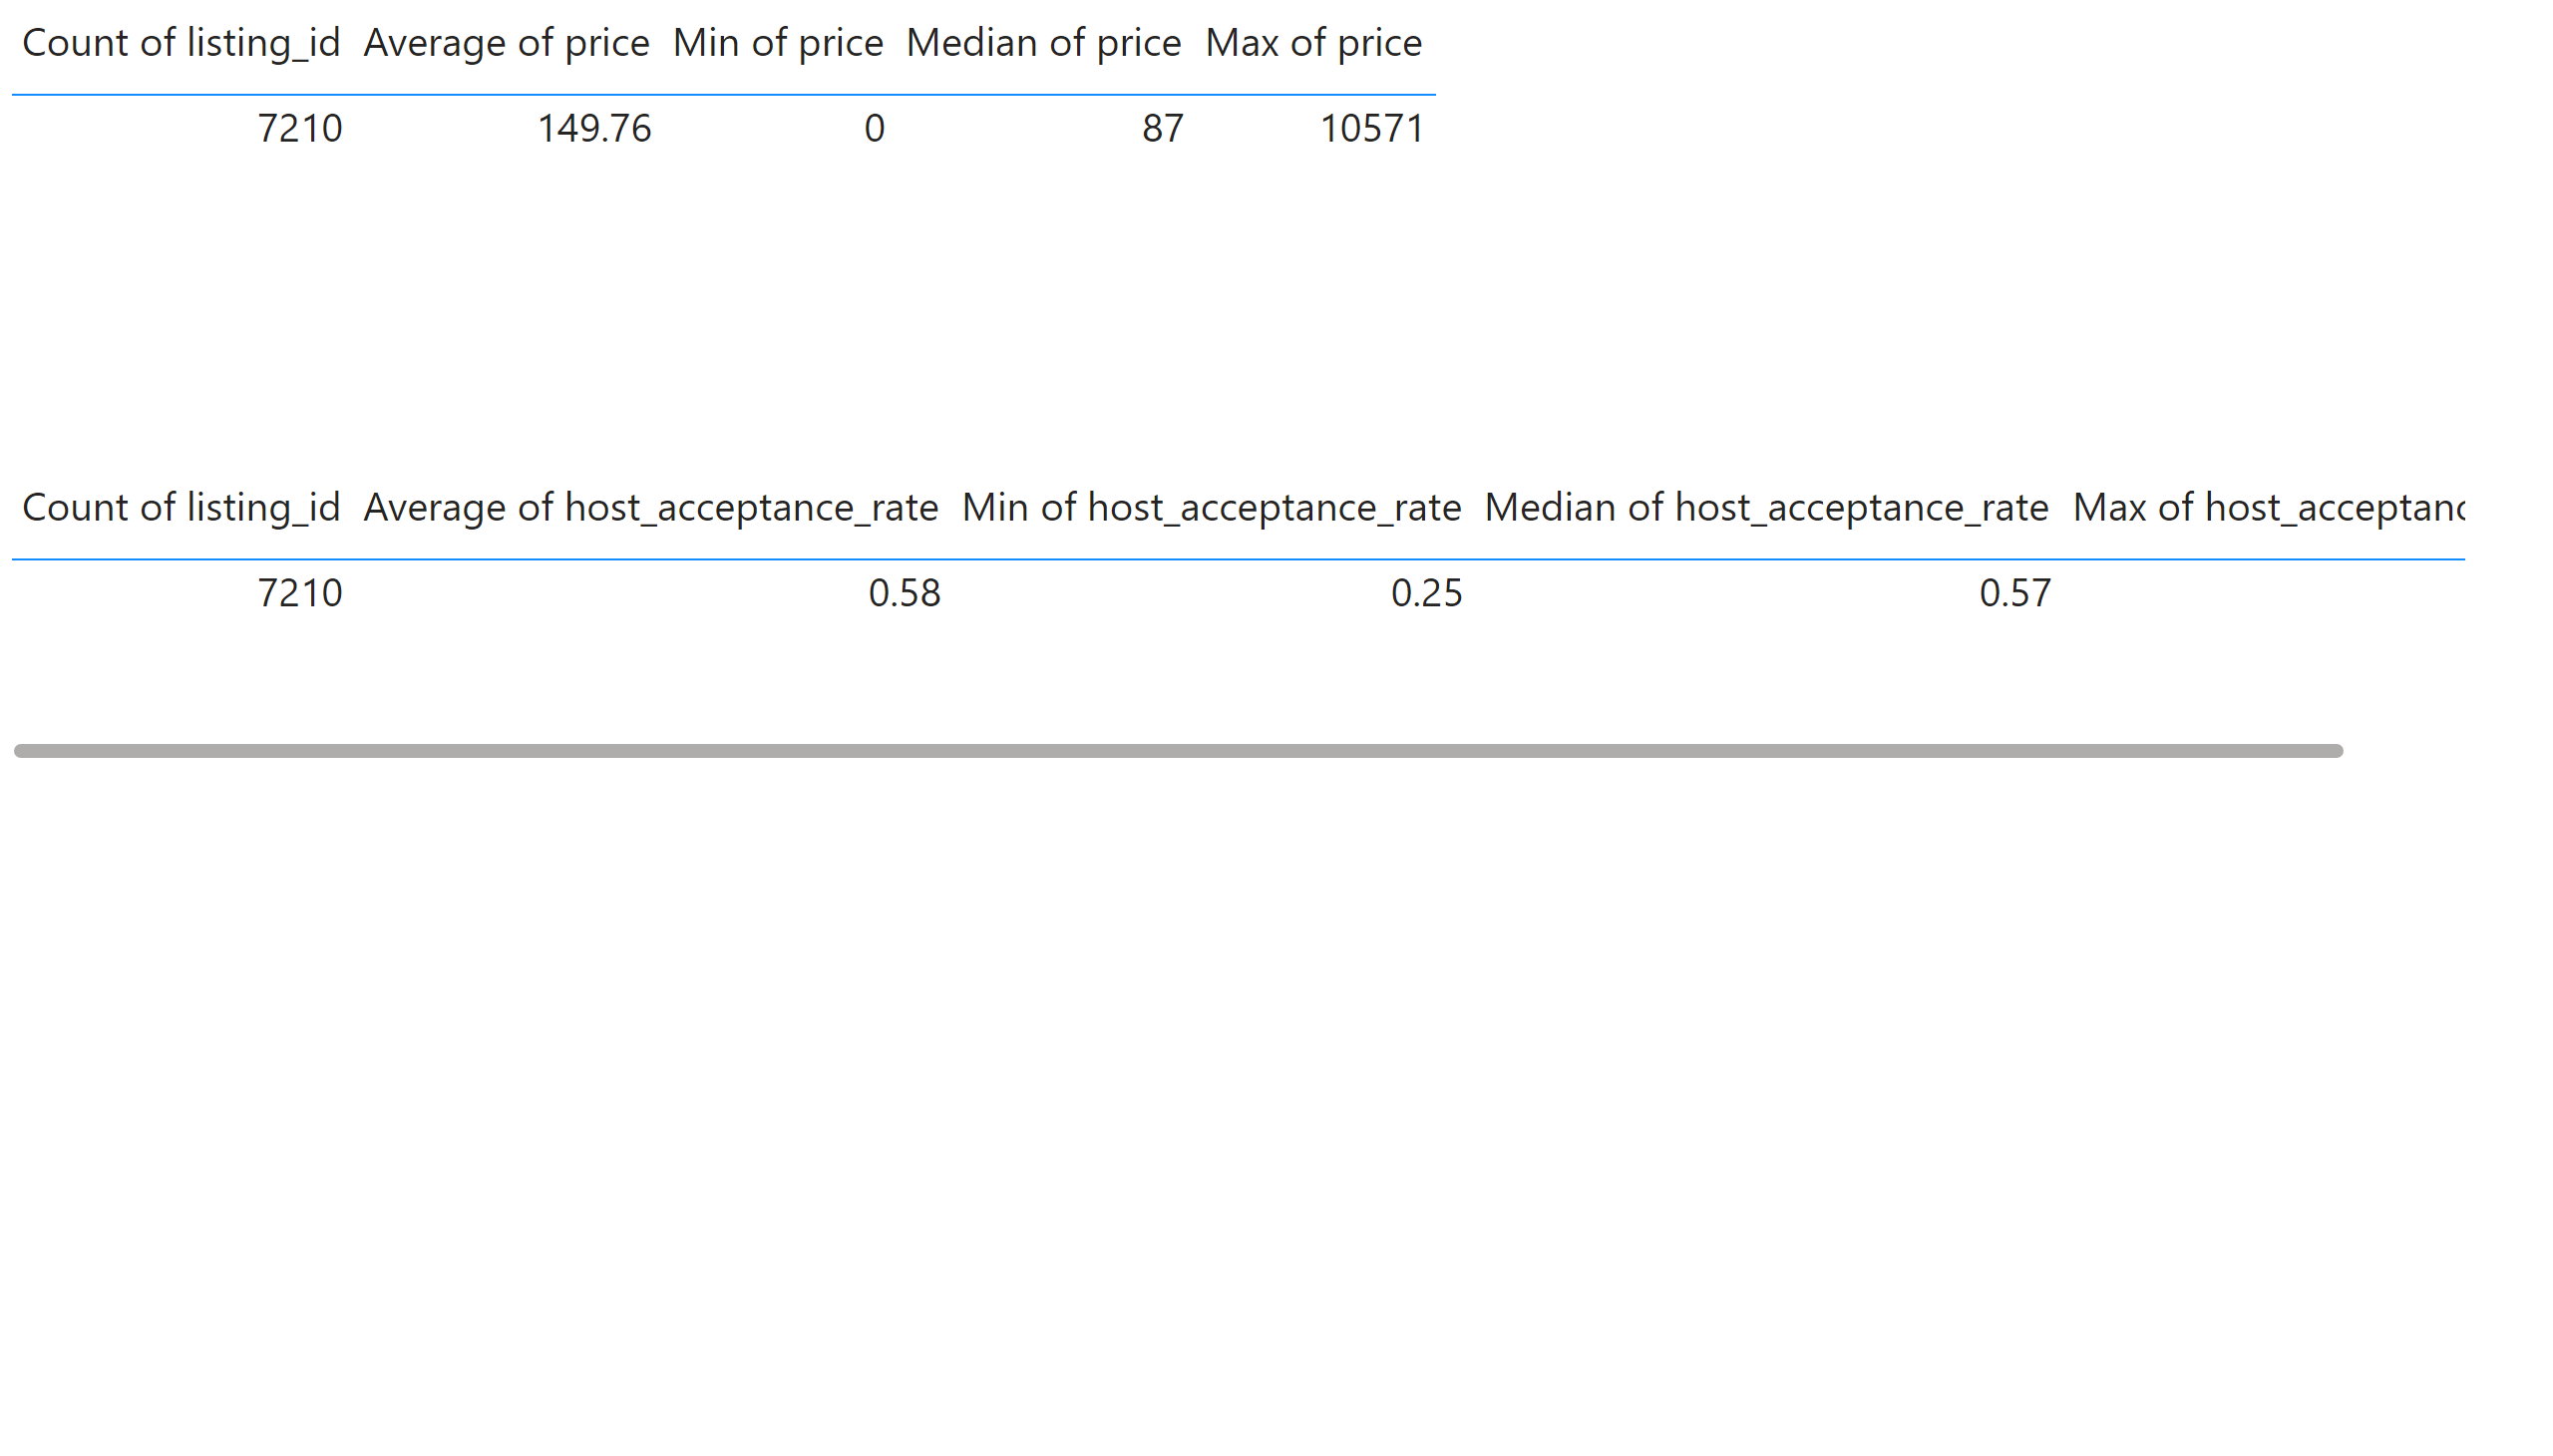 Count of listing_id Average of price Min of price Median of price Max of price
7210 149.76 0 87 10571
Count of listing_id Average of host_acceptance_rate Min of host_acceptance_rate Median of host_acceptance_rate Max of host_acceptanc
7210 0.58 0.25 0.57